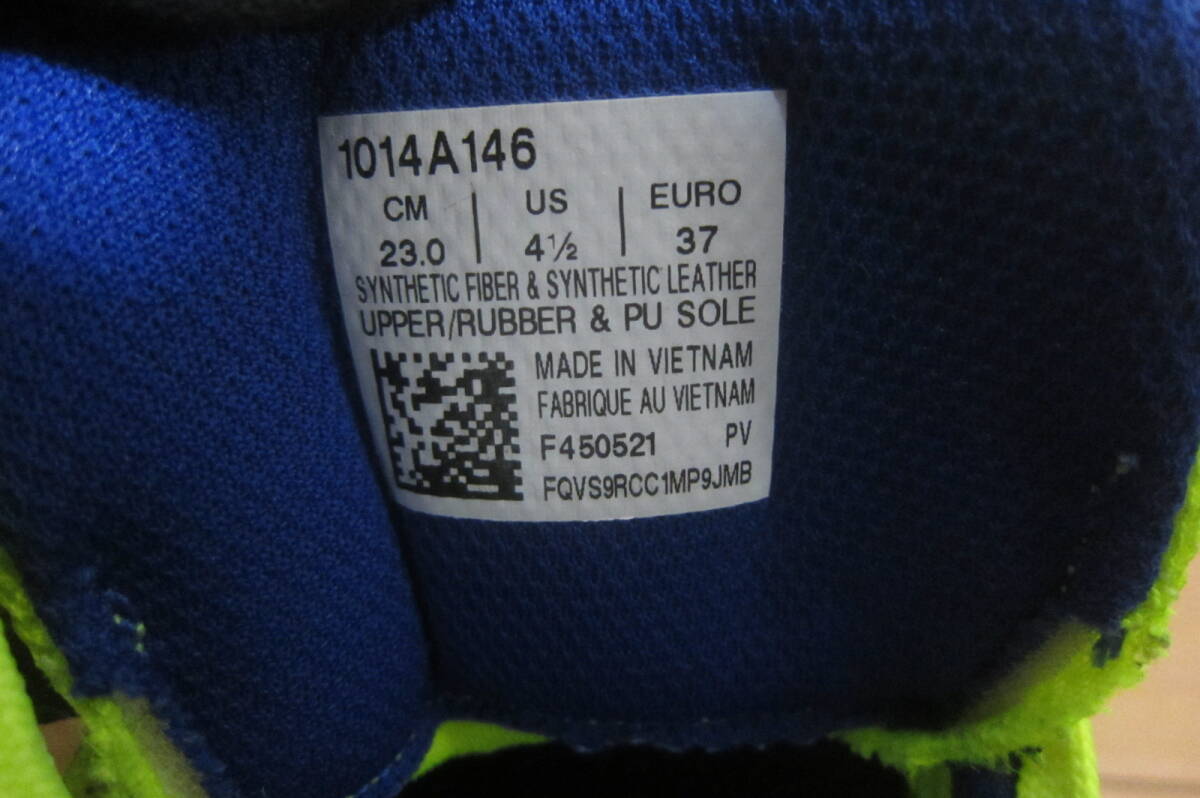 1014A146
CM | US | EURO
23.0 | 4½ | 37
SYNTHETIC FIBER & SYNTHETIC LEATHER
UPPER/RUBBER & PU SOLE
MADE IN VIETNAM
FABRIQUE AU VIETNAM
F450521 PV
FQVS9RCC1MP9JMB